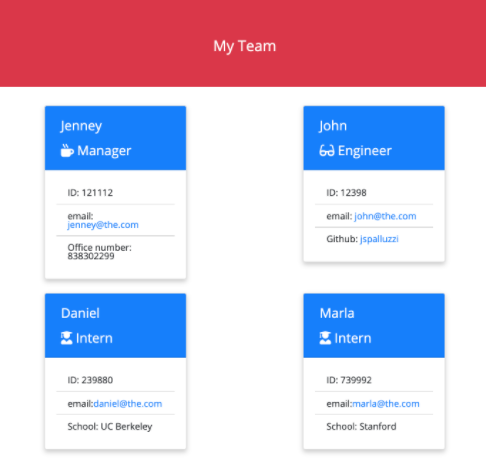 My Team
Jenney
Manager
ID: 121112
email:
jenney@the.com
Office number:
838302299
John
Engineer
ID: 12398
email: john@the.com
Github: jspalluzzi
Daniel
Intern
ID: 239880
email:daniel@the.com
School: UC Berkeley
Marla
Intern
ID: 739992
email:marla@the.com
School: Stanford